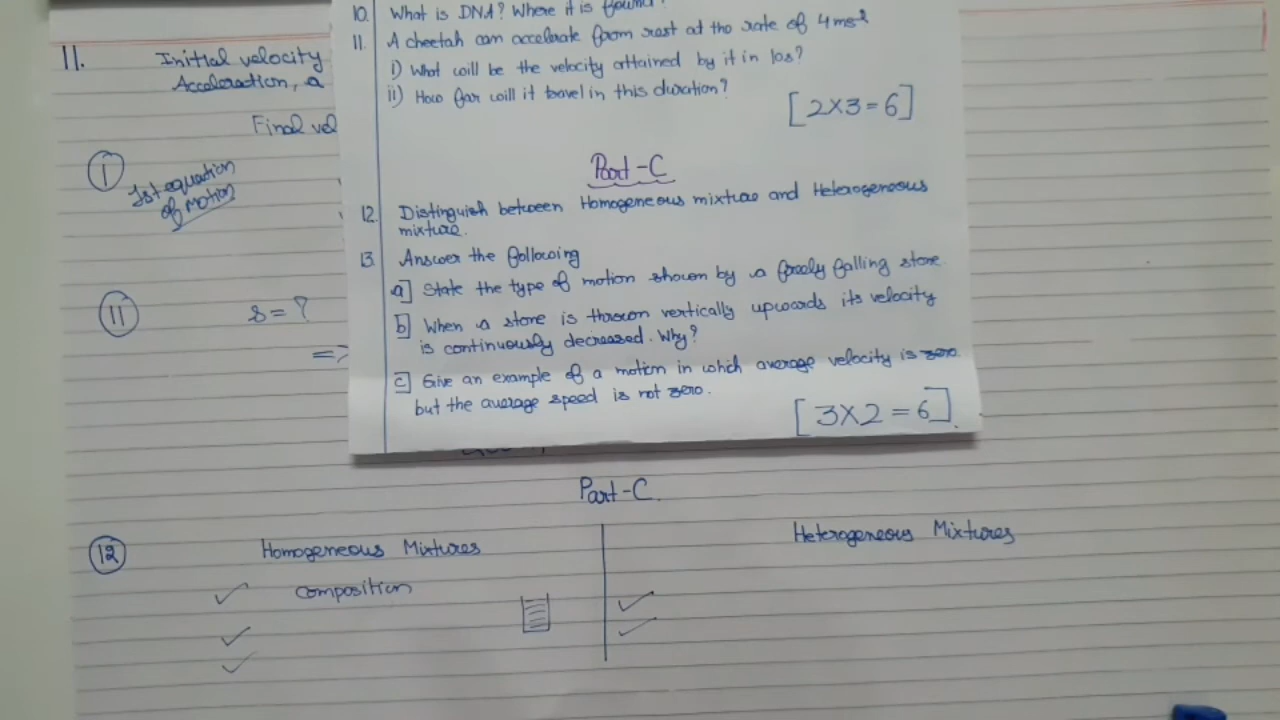 10. What is DNA? Where it is found?
11. A cheetah can accelerate from rest at the rate of 4 ms-2
i) What will be the velocity attained by it in 10s?
ii) How far will it travel in this duration?
[2X3=6]
Part-C
12. Distinguish between Homogeneous mixture and Heterogeneous
mixture.
13. Answer the following
a] State the type of motion shown by a freely falling stone.
b] When a stone is thrown vertically upwards its velocity
is continuously decreased. Why?
c] Give an example of a motion in which average velocity is zero
but the average speed is not zero.
[3X2=6]
11. Initial velocity
Acceleration, a
Final vel
I
Ist equation
of motion
II s = ?
=>
Part-C.
12 Homogeneous Mixtures Heterogeneous Mixtures
composition